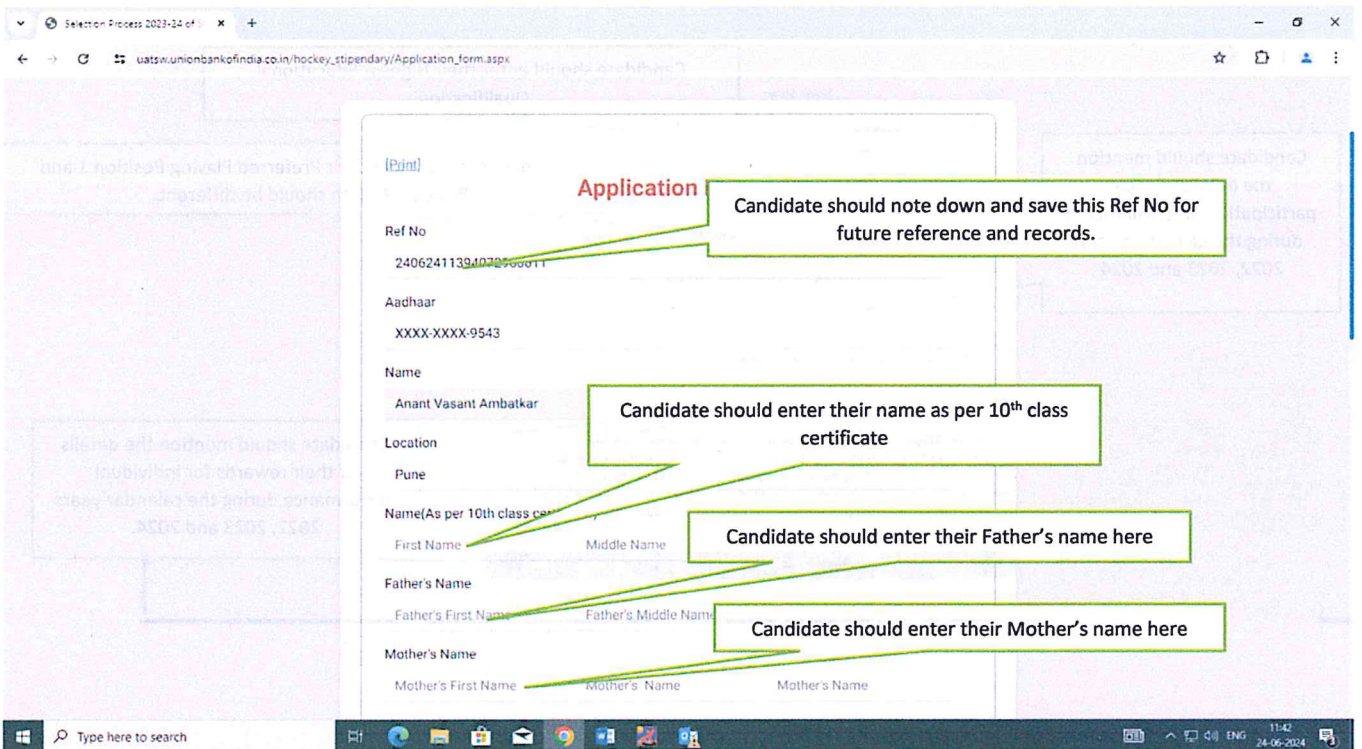 Selection Process 2023-24 of S
uatsw.unionbankofindia.co.in/hockey_stipendary/Application_form.aspx
[Print]
Application
Candidate should note down and save this Ref No for
future reference and records.
Ref No
Aadhaar
XXXX-XXXX-9543
Name
Anant Vasant Ambatkar
Candidate should enter their name as per 10th class
certificate
Location
Pune
Name(As per 10th class cer
First Name
Middle Name
Candidate should enter their Father's name here
Father's Name
Father's First Name
Father's Middle Name
Candidate should enter their Mother's name here
Mother's Name
Mother's First Name
Mother's Name
Mother's Name
Type here to search
ENG
11:42
24-06-2024